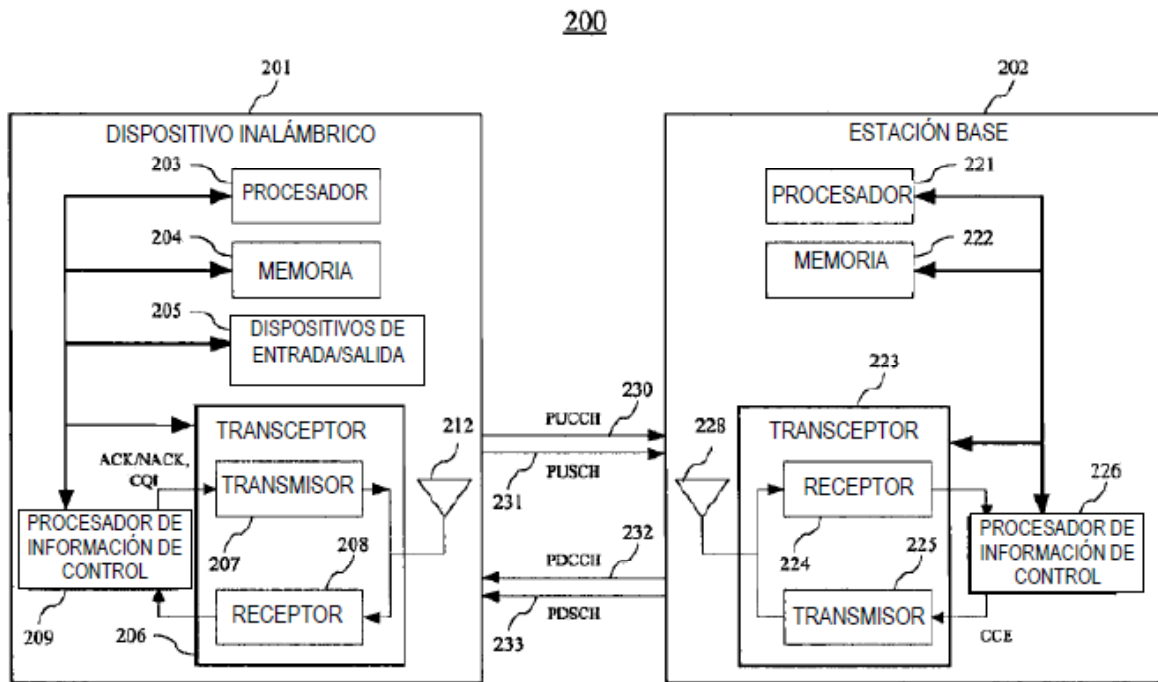 200
201
202
DISPOSITIVO INALÁMBRICO
ESTACIÓN BASE
203
PROCESADOR
221
PROCESADOR
204
MEMORIA
222
MEMORIA
205
DISPOSITIVOS DE
ENTRADA/SALIDA
223
TRANSCEPTOR
212
PUCCH
230
228
TRANSCEPTOR
ACK/NACK,
CQI
TRANSMISOR
PUSCH
231
RECEPTOR
226
PROCESADOR DE
INFORMACIÓN DE
CONTROL
207
208
232
PDCCH
224
225
PROCESADOR DE
INFORMACIÓN DE
CONTROL
209
206
RECEPTOR
PDSCH
233
TRANSMISOR
CCE